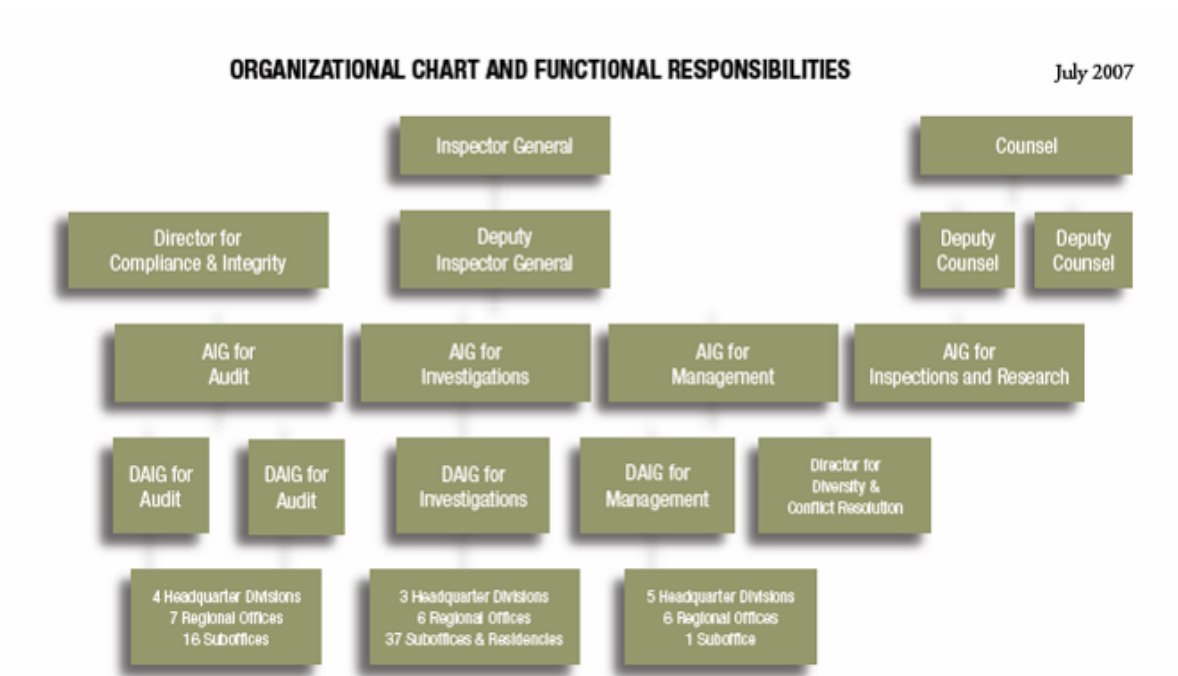 ORGANIZATIONAL CHART AND FUNCTIONAL RESPONSIBILITIES
July 2007
Inspector General
Counsel
Director for
Compliance & Integrity
Deputy
Inspector General
Deputy
Counsel
Deputy
Counsel
AIG for
Audit
AIG for
Investigations
AIG for
Management
AIG for
Inspections and Research
DAIG for
Audit
DAIG for
Audit
DAIG for
Investigations
DAIG for
Management
Director for
Diversity &
Conflict Resolution
4 Headquarter Divisions
7 Regional Offices
16 Suboffices
3 Headquarter Divisions
6 Regional Offices
37 Suboffices & Residencies
5 Headquarter Divisions
6 Regional Offices
1 Suboffice